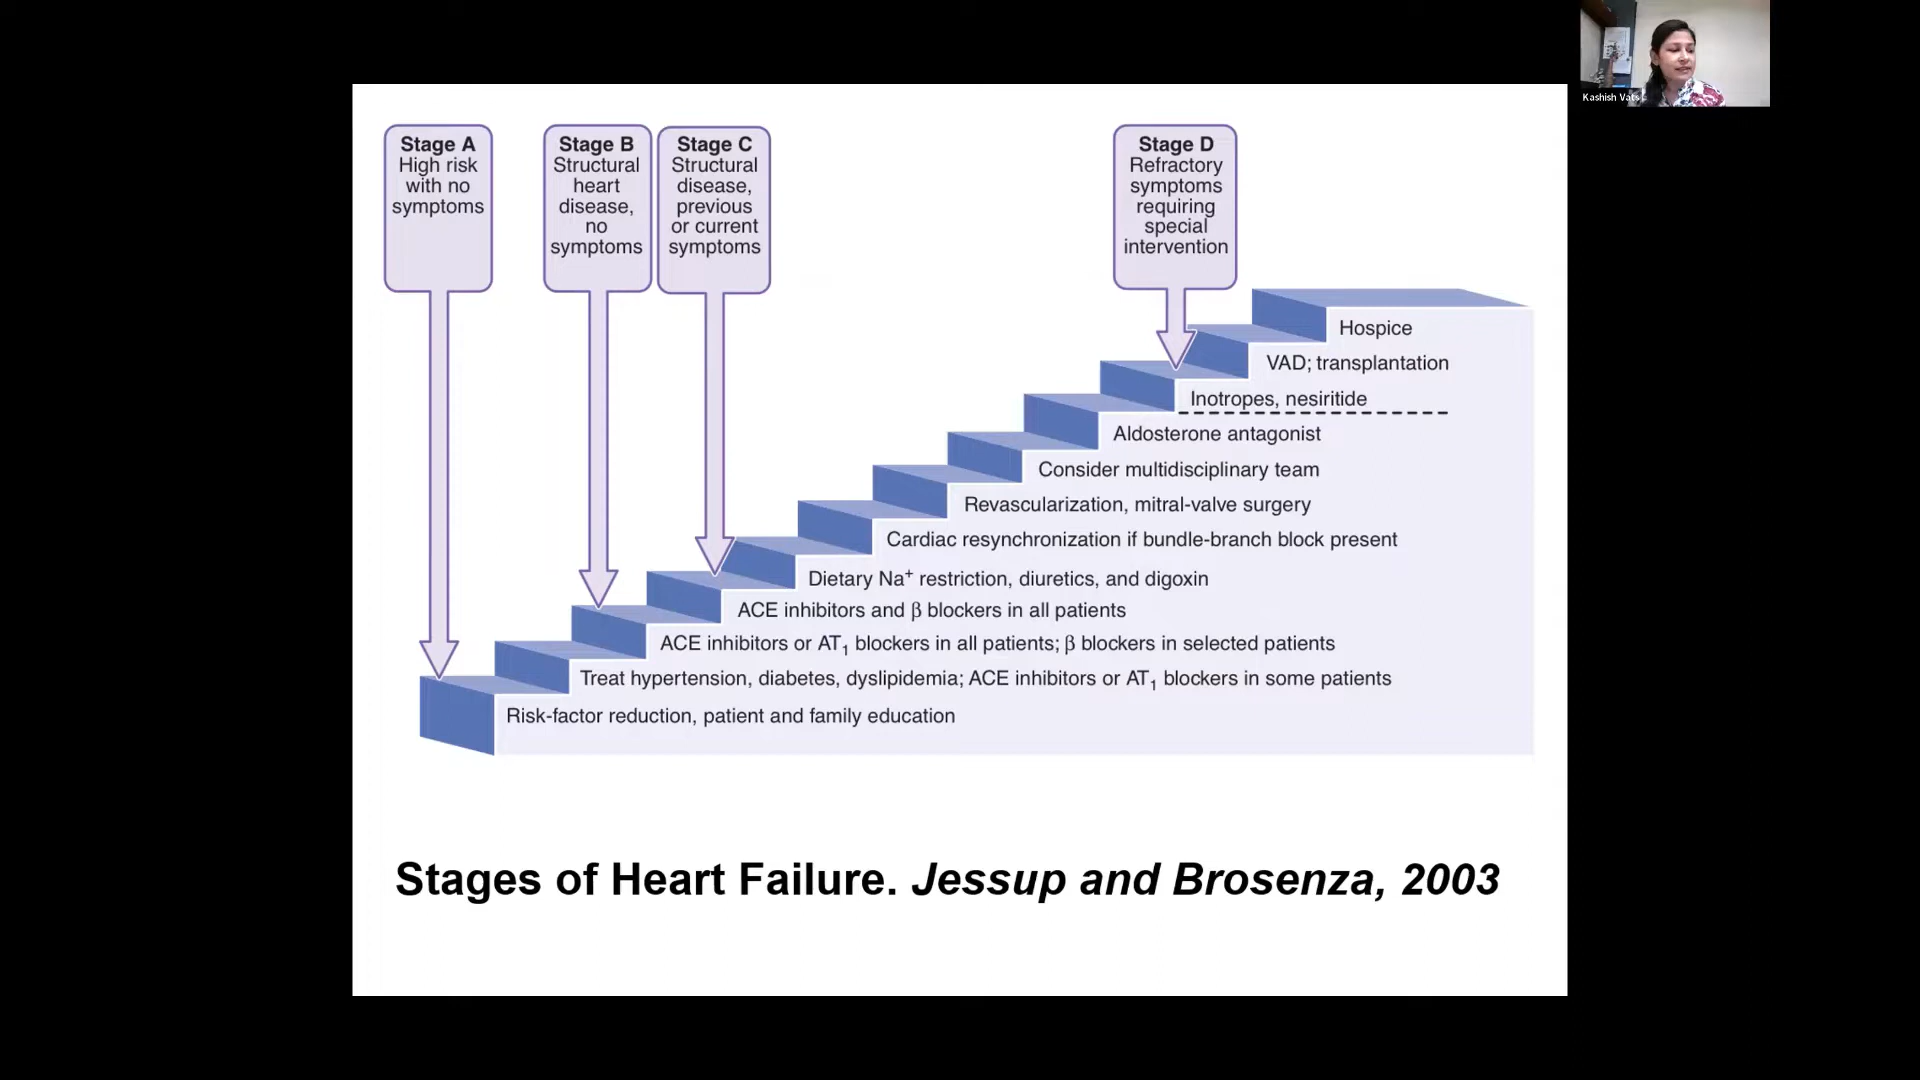 Kashish Vats
Stage A
High risk
with no
symptoms
Stage B
Structural
heart
disease,
no
symptoms
Stage C
Structural
disease,
previous
or current
symptoms
Stage D
Refractory
symptoms
requiring
special
intervention
Hospice
VAD; transplantation
Inotropes, nesiritide
Aldosterone antagonist
Consider multidisciplinary team
Revascularization, mitral-valve surgery
Cardiac resynchronization if bundle-branch block present
Dietary Na⁺ restriction, diuretics, and digoxin
ACE inhibitors and β blockers in all patients
ACE inhibitors or AT₁ blockers in all patients; β blockers in selected patients
Treat hypertension, diabetes, dyslipidemia; ACE inhibitors or AT₁ blockers in some patients
Risk-factor reduction, patient and family education
Stages of Heart Failure. Jessup and Brosenza, 2003